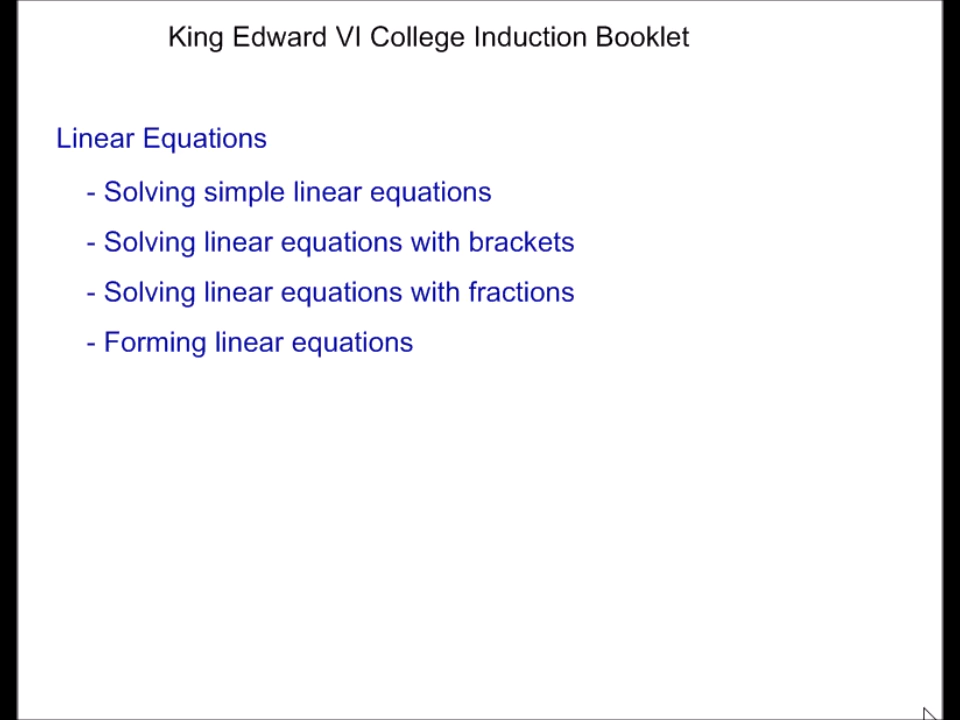 King Edward VI College Induction Booklet
Linear Equations
- Solving simple linear equations
- Solving linear equations with brackets
- Solving linear equations with fractions
- Forming linear equations